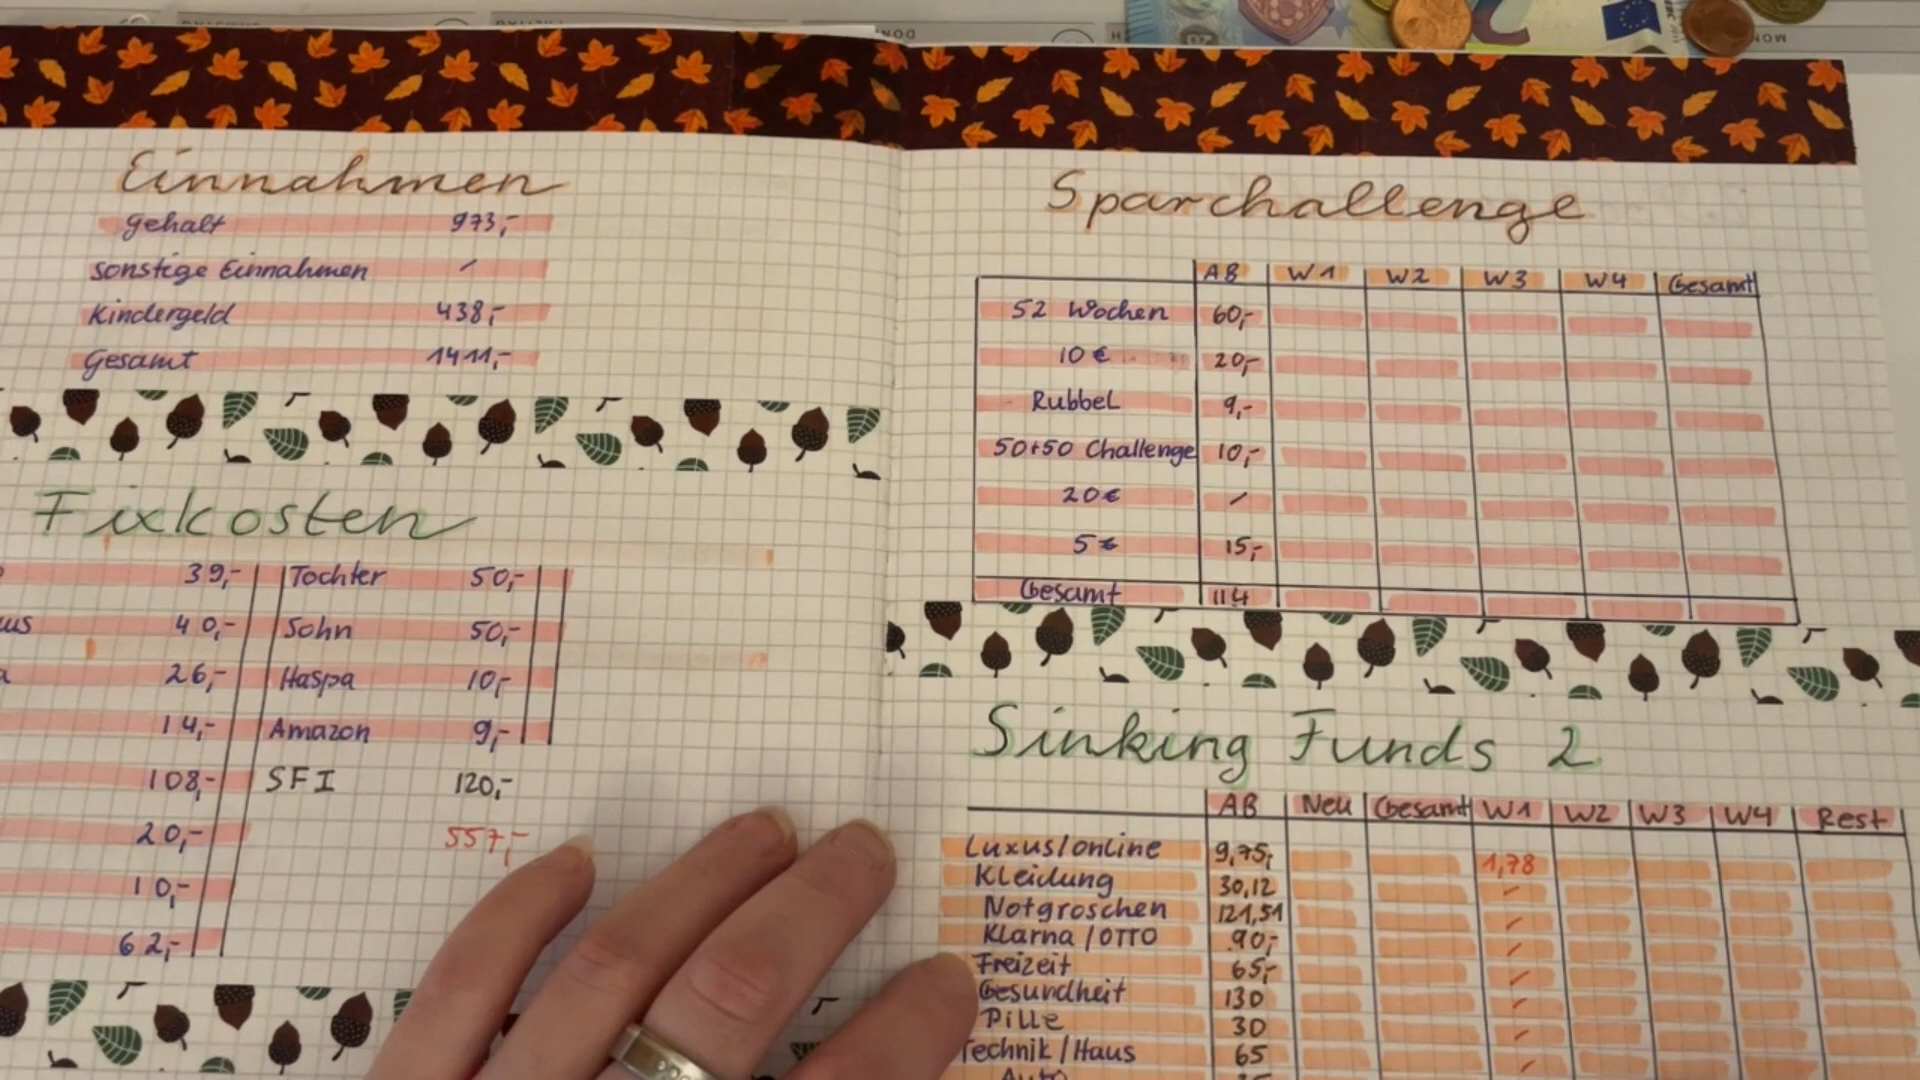 Einnahmen
Gehalt 973,-
sonstige Einnahmen /
Kindergeld 438,-
Gesamt 1411,-
Fixkosten
39,- Tochter 50,-
40,- Sohn 50,-
26,- Haspa 10,-
14,- Amazon 9,-
108,- SFI 120,-
20,- 557,-
10,-
62,-
Sparchallenge
AB W1 W2 W3 W4 Gesamt
52 Wochen 60,-
10€ 20,-
Rubbel 9,-
50+50 Challenge 10,-
20€ /
5€ 15,-
Gesamt 114
Sinking Funds 2
AB Neu Gesamt W1 W2 W3 W4 Rest
Luxus/online 9,75,- 1,78
Kleidung 30,12 /
Notgroschen 121,51 /
Klarna/OTTO 90,- /
Freizeit 65,- /
Gesundheit 130 /
Pille 30 /
Technik/Haus 65 /
Auto